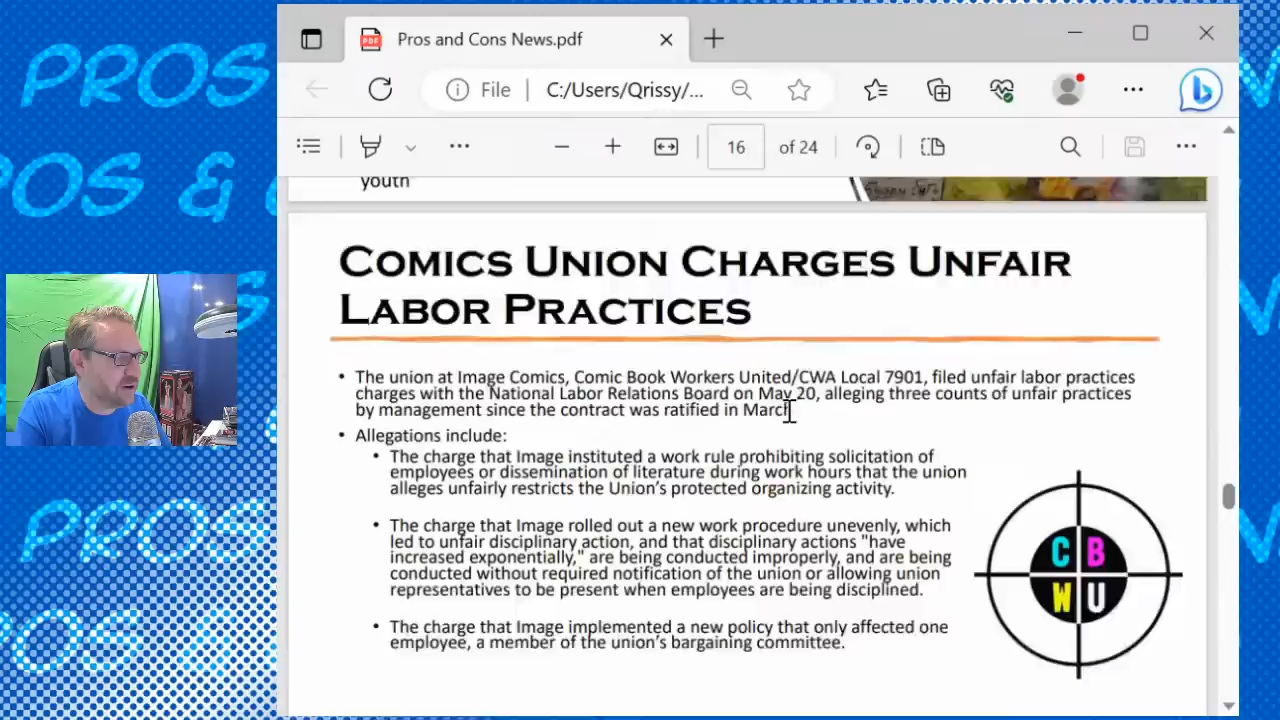 PROS
PROS &
Pros and Cons News.pdf
File
C:/Users/Qrissy/...
16 of 24
youth"
COMICS UNION CHARGES UNFAIR
LABOR PRACTICES
• The union at Image Comics, Comic Book Workers United/CWA Local 7901, filed unfair labor practices
charges with the National Labor Relations Board on May 20, alleging three counts of unfair practices
by management since the contract was ratified in March
• Allegations include:
• The charge that Image instituted a work rule prohibiting solicitation of
employees or dissemination of literature during work hours that the union
alleges unfairly restricts the Union's protected organizing activity.
• The charge that Image rolled out a new work procedure unevenly, which
led to unfair disciplinary action, and that disciplinary actions "have
increased exponentially," are being conducted improperly, and are being
conducted without required notification of the union or allowing union
representatives to be present when employees are being disciplined.
• The charge that Image implemented a new policy that only affected one
employee, a member of the union's bargaining committee.
C B
W U
PROS